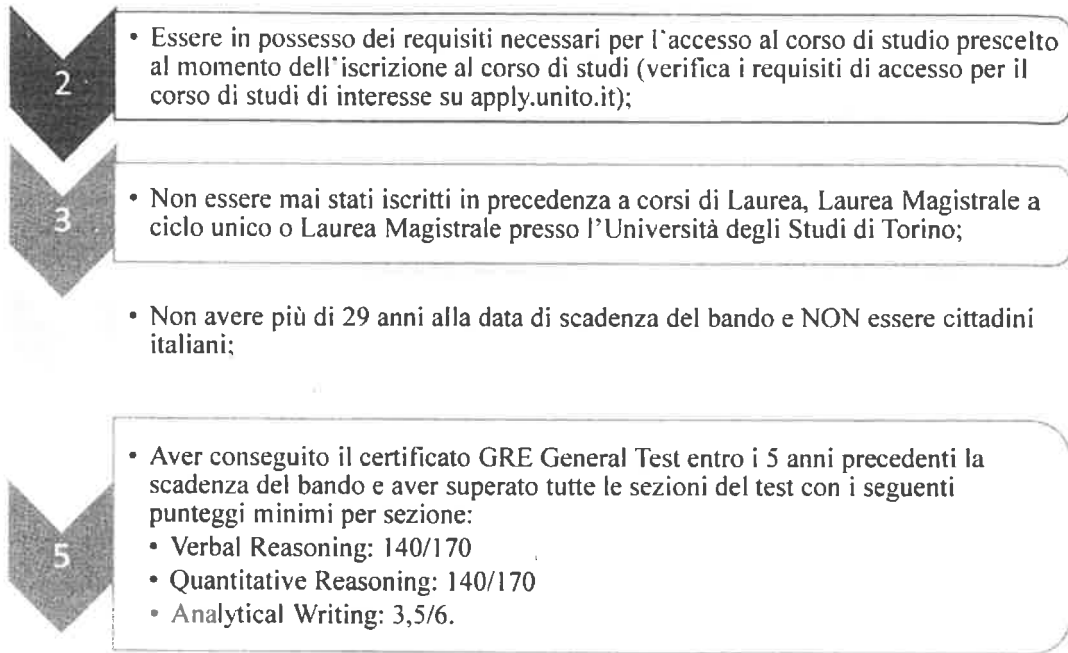 2
• Essere in possesso dei requisiti necessari per l'accesso al corso di studio prescelto
al momento dell'iscrizione al corso di studi (verifica i requisiti di accesso per il
corso di studi di interesse su apply.unito.it);
3
• Non essere mai stati iscritti in precedenza a corsi di Laurea, Laurea Magistrale a
ciclo unico o Laurea Magistrale presso l'Università degli Studi di Torino;
• Non avere più di 29 anni alla data di scadenza del bando e NON essere cittadini
italiani;
5
• Aver conseguito il certificato GRE General Test entro i 5 anni precedenti la
scadenza del bando e aver superato tutte le sezioni del test con i seguenti
punteggi minimi per sezione:
• Verbal Reasoning: 140/170
• Quantitative Reasoning: 140/170
• Analytical Writing: 3,5/6.